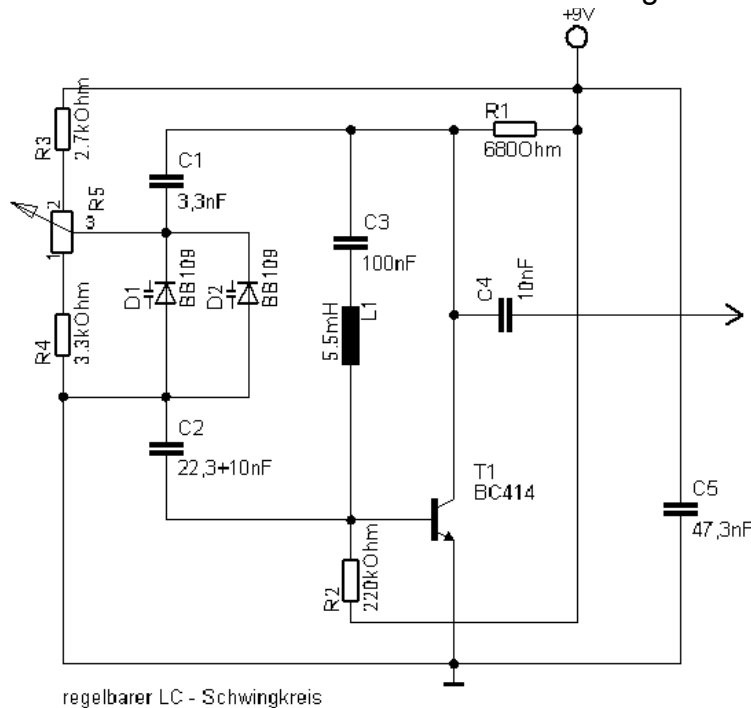 +9V
R1
680Ohm
R3
2.7kOhm
C1
3,3nF
R5
2
3
1
C3
100nF
D1
BB109
D2
BB109
C4
10nF
L1
5.5mH
R4
3.3kOhm
C2
22,3+10nF
T1
BC414
C5
47,3nF
R2
220kOhm
regelbarer LC - Schwingkreis